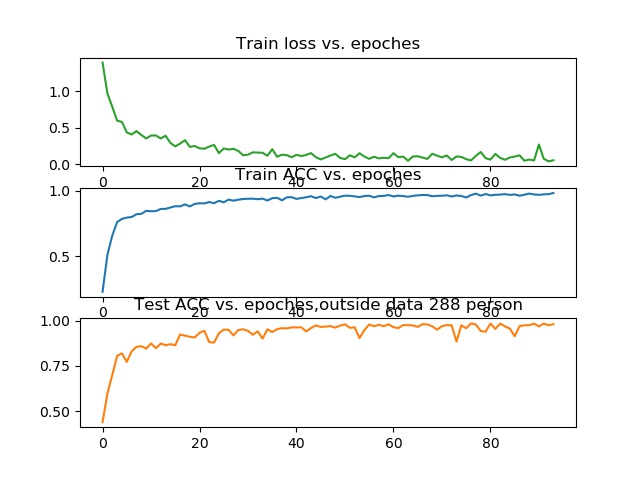 Train loss vs. epoches
1.0
0.5
0.0
0 20 40 60 80
Train ACC vs. epoches
1.0
0.5
0 20 40 60 80
Test ACC vs. epoches,outside data 288 person
1.00
0.75
0.50
0 20 40 60 80